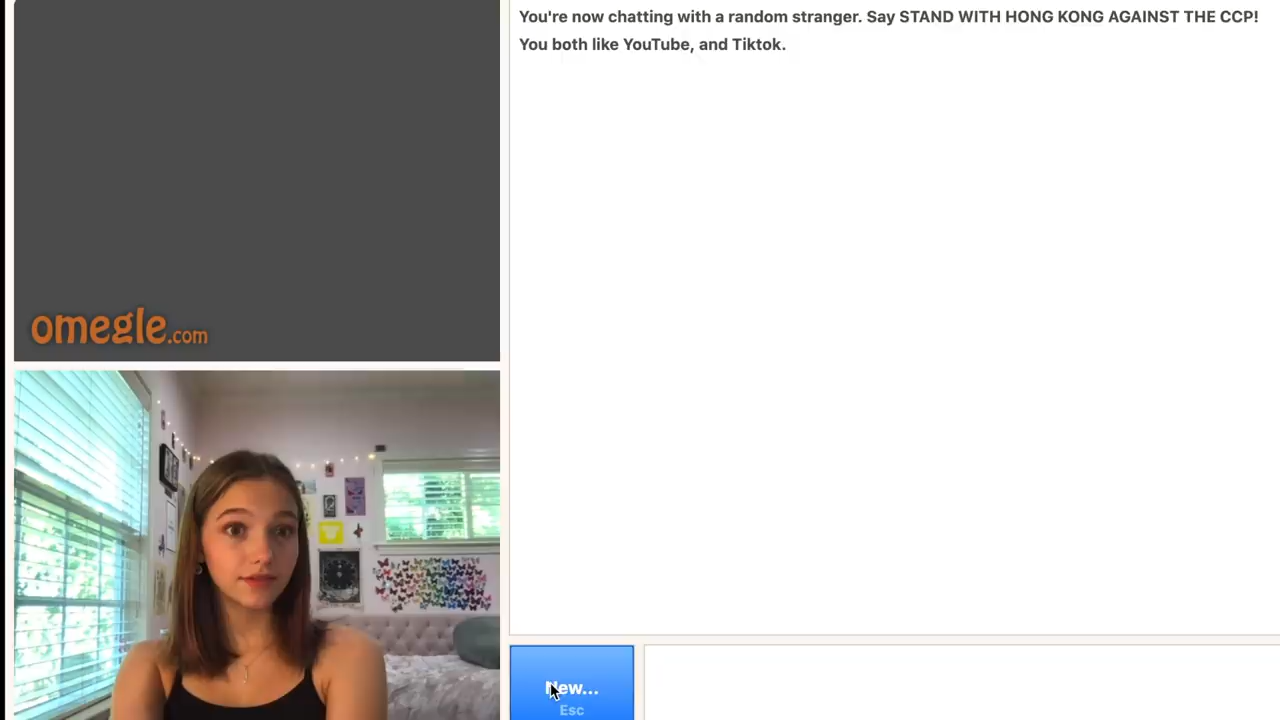 You're now chatting with a random stranger. Say STAND WITH HONG KONG AGAINST THE CCP!
You both like YouTube, and Tiktok.
omegle.com
New...
Esc